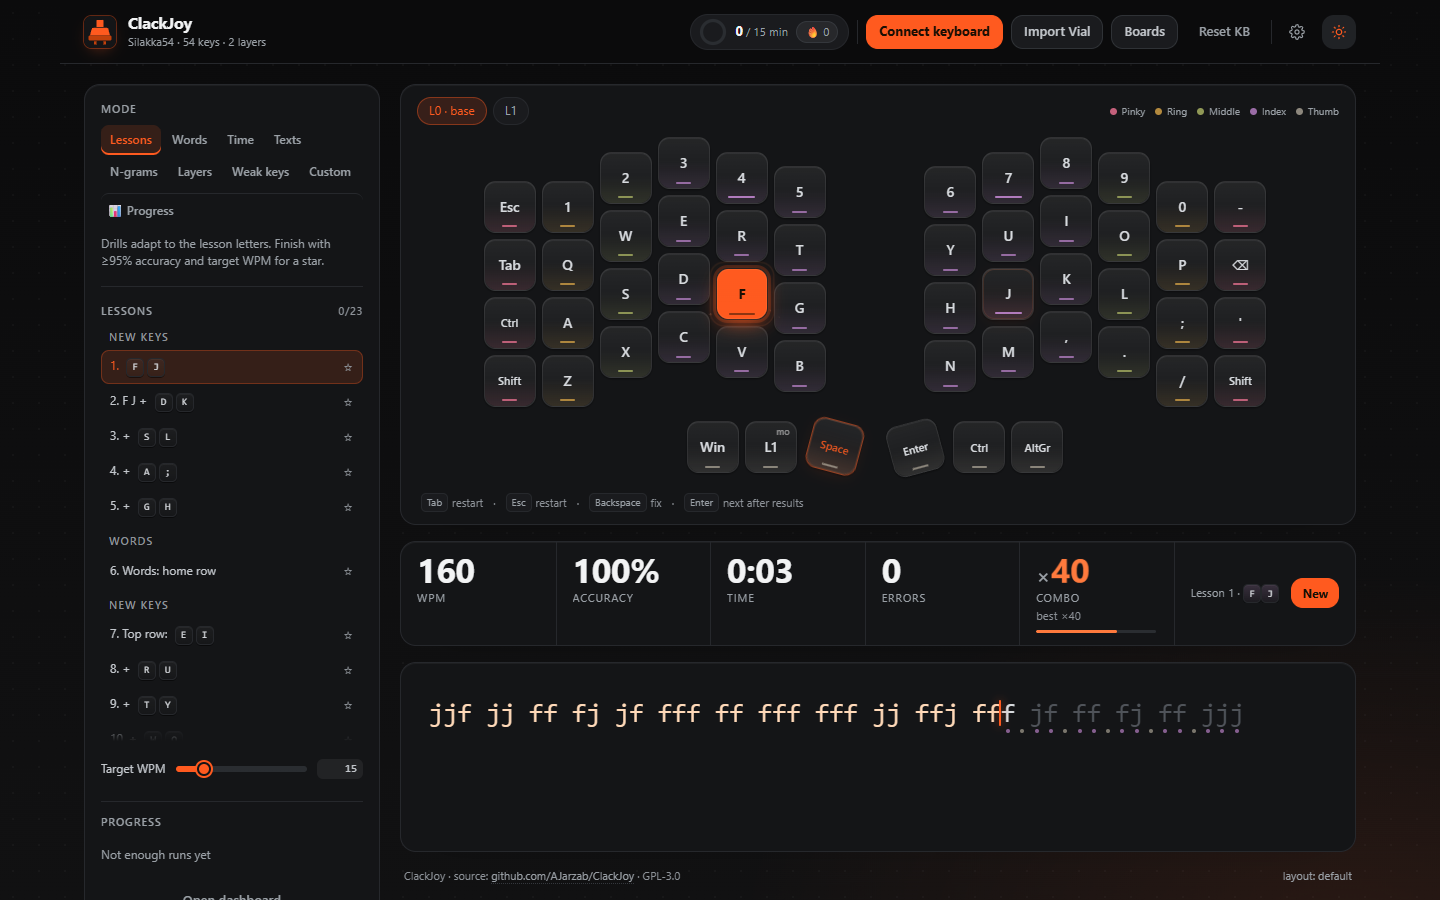 ClackJoy
Silakka54 · 54 keys · 2 layers
0 / 15 min 0
Connect keyboard
Import Vial
Boards
Reset KB
MODE
Lessons Words Time Texts
N-grams Layers Weak keys Custom
Progress
Drills adapt to the lesson letters. Finish with
≥95% accuracy and target WPM for a star.
LESSONS 0/23
NEW KEYS
1. F J ☆
2. F J + D K ☆
3. + S L ☆
4. + A ; ☆
5. + G H ☆
WORDS
6. Words: home row ☆
NEW KEYS
7. Top row: E I ☆
8. + R U ☆
9. + T Y ☆
Target WPM 15
PROGRESS
Not enough runs yet
Open dashboard
L0 · base L1
Pinky Ring Middle Index Thumb
Esc 1 2 3 4 5 6 7 8 9 0 -
Tab Q W E R T Y U I O P ⌫
Ctrl A S D F G H J K L ; '
Shift Z X C V B N M , . / Shift
Win L1 mo Space Enter Ctrl AltGr
Tab restart · Esc restart · Backspace fix · Enter next after results
160 WPM
100% ACCURACY
0:03 TIME
0 ERRORS
×40 COMBO
best ×40
Lesson 1 · F J New
jjf jj ff fj jf fff ff fff fff jj ffj fff jf ff fj ff jjj
ClackJoy · source: github.com/AJarzab/ClackJoy · GPL-3.0
layout: default